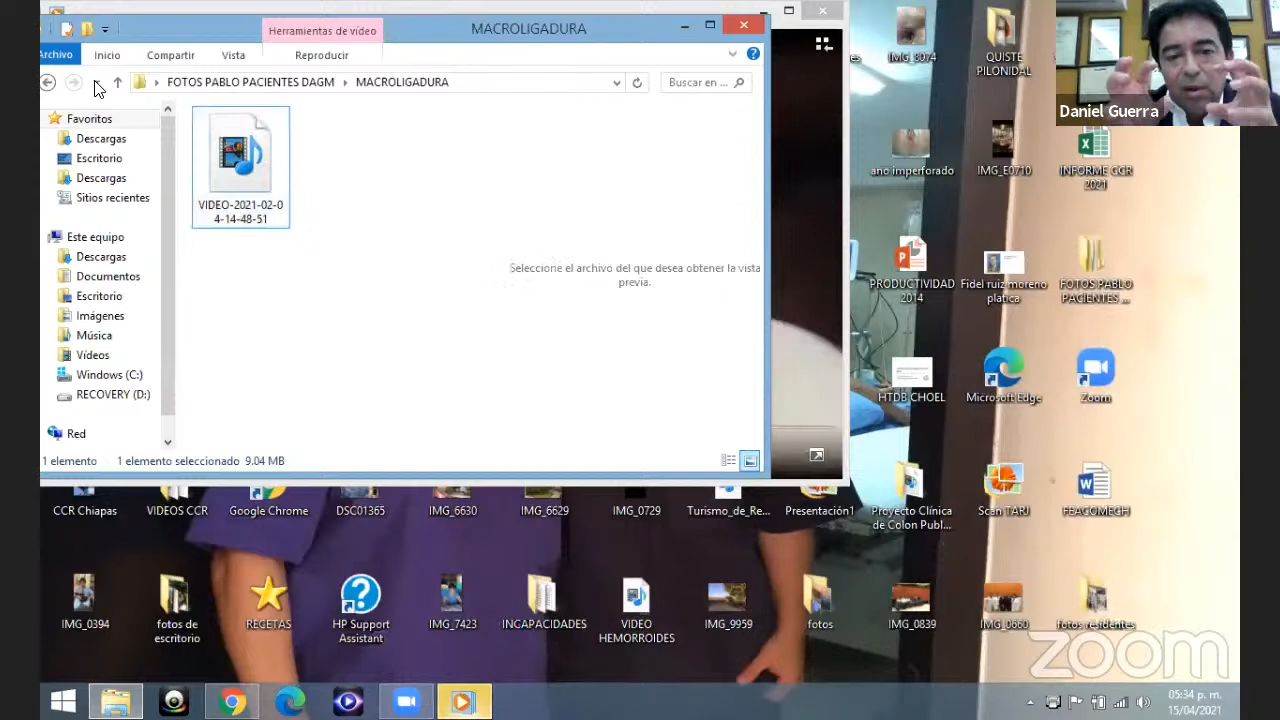 MACROLIGADURA
Herramientas de vídeo
Archivo
Inicio
Compartir
Vista
Reproducir
FOTOS PABLO PACIENTES DAGM
MACROLIGADURA
Buscar en ...
Favoritos
Descargas
Escritorio
Descargas
Sitios recientes
Este equipo
Descargas
Documentos
Escritorio
Imágenes
Música
Vídeos
Windows (C:)
RECOVERY (D:)
Red
VIDEO-2021-02-0
4-14-48-51
Seleccione el archivo del que desea obtener la vista
previa.
1 elemento
1 elemento seleccionado 9.04 MB
IMG_8074
QUISTE
PILONIDAL
Daniel Guerra
ano imperforado
IMG_E0710
INFORME CCR
2021
PRODUCTIVIDAD
2014
Fidel ruiz moreno
platica
FOTOS PABLO
PACIENTES ...
HTDB CHOEL
Microsoft Edge
Zoom
CCR Chiapas
VIDEOS CCR
Google Chrome
DSC01365
IMG_6630
IMG_6629
IMG_0729
Turismo_de_Re...
Presentación1
Proyecto Clínica
de Colon Publ...
Scan TARJ
FEACOMECH
IMG_0394
fotos de
escritorio
RECETAS
HP Support
Assistant
IMG_7423
INCAPACIDADES
VIDEO
HEMORROIDES
IMG_9959
fotos
IMG_0839
IMG_0660
fotos residentes
zoom
05:34 p. m.
15/04/2021